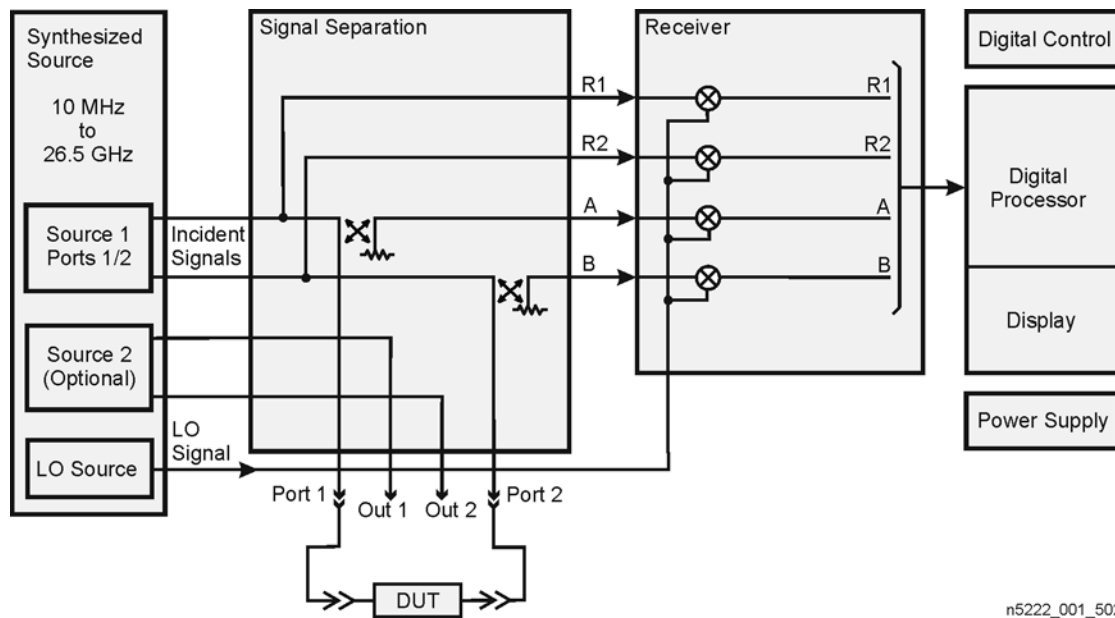 Synthesized
Source
10 MHz
to
26.5 GHz
Source 1
Ports 1/2
Source 2
(Optional)
LO Source
Incident
Signals
LO
Signal
Signal Separation
R1
R2
A
B
Port 1
Out 1
Out 2
Port 2
DUT
Receiver
R1
R2
A
B
Digital Control
Digital
Processor
Display
Power Supply
n5222_001_502